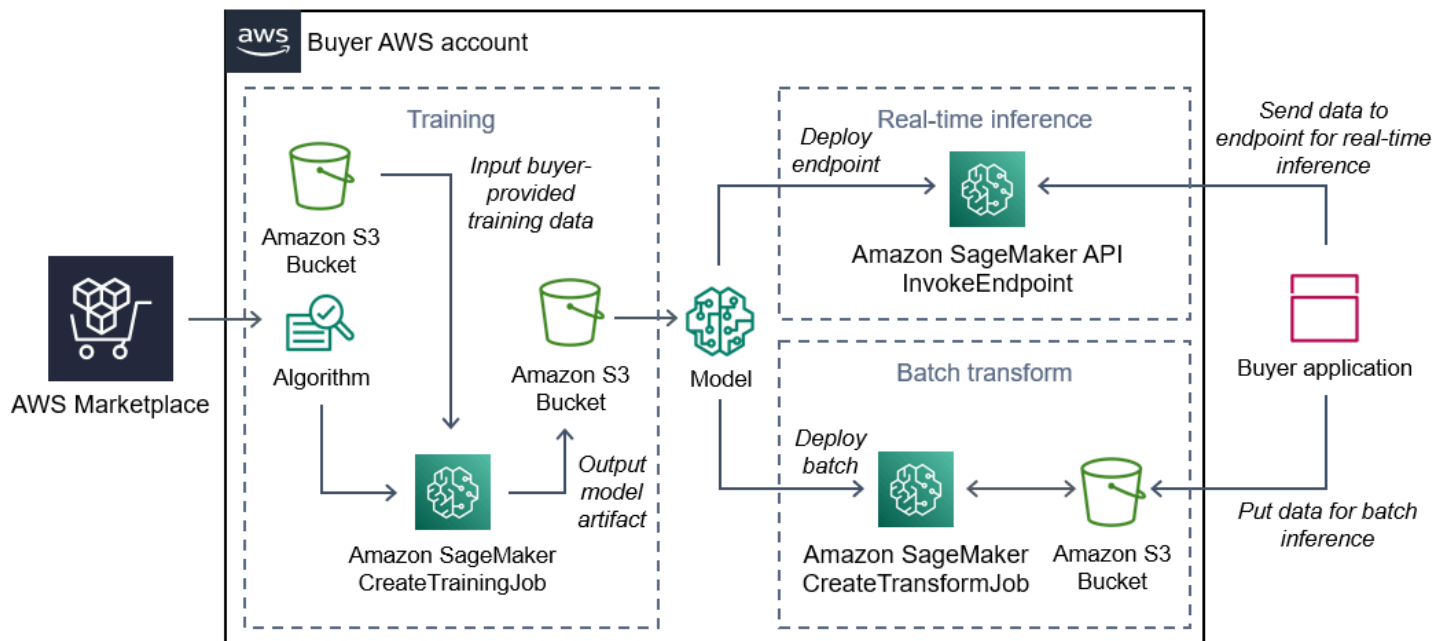 aws
Buyer AWS account
Training
Input buyer-
provided
training data
Amazon S3
Bucket
Algorithm
AWS Marketplace
Amazon S3
Bucket
Output
model
artifact
Amazon SageMaker
CreateTrainingJob
Model
Real-time inference
Deploy
endpoint
Amazon SageMaker API
InvokeEndpoint
Send data to
endpoint for real-time
inference
Buyer application
Batch transform
Deploy
batch
Amazon SageMaker
CreateTransformJob
Amazon S3
Bucket
Put data for batch
inference